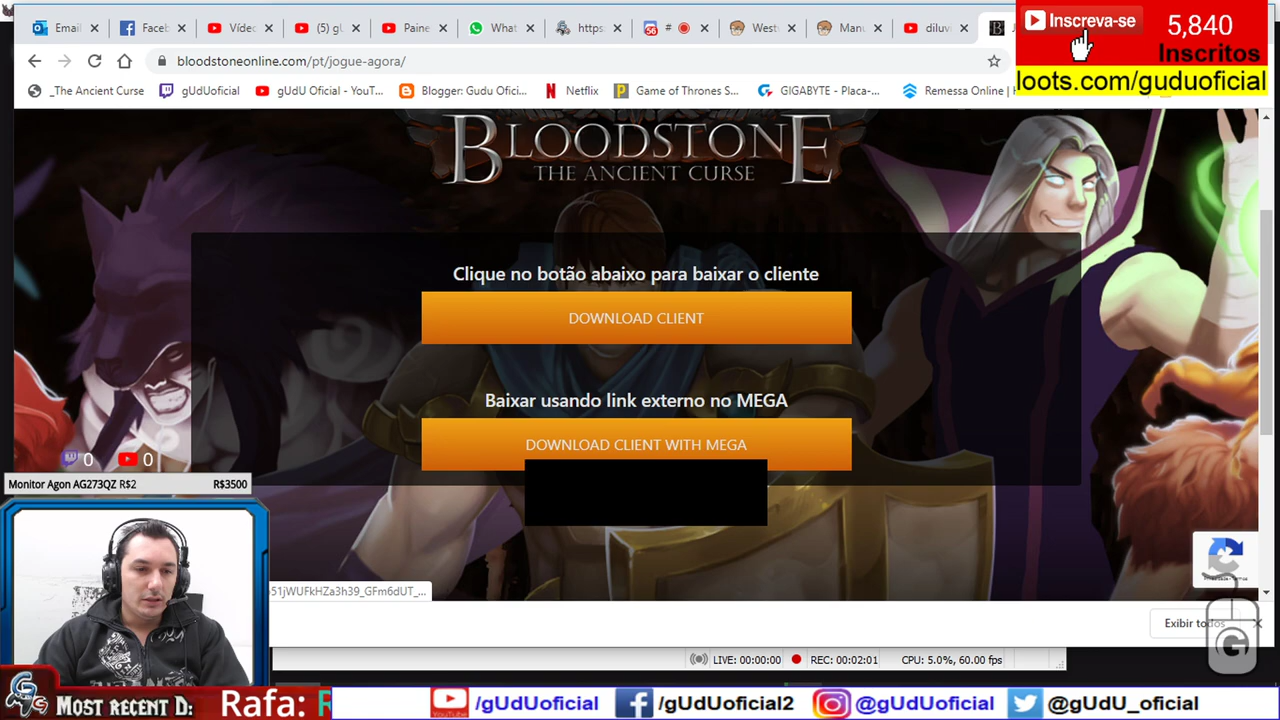 Email
Faceb
Vídec
(5) gU
Paine
What
https
56 #
West
Manu
diluv
Inscreva-se
5,840
Inscritos
loots.com/guduoficial
bloodstoneonline.com/pt/jogue-agora/
_The Ancient Curse
gUdUoficial
gUdU Oficial - YouT...
Blogger: Gudu Ofici...
Netflix
Game of Thrones S...
GIGABYTE - Placa-...
Remessa Online |
BLOODSTONE
THE ANCIENT CURSE
Clique no botão abaixo para baixar o cliente
DOWNLOAD CLIENT
Baixar usando link externo no MEGA
DOWNLOAD CLIENT WITH MEGA
0 0
Monitor Agon AG273QZ R$2 R$3500
51jWUFkHZa3h39_GFm6dUT_...
Exibir todos
LIVE: 00:00:00 REC: 00:02:01 CPU: 5.0%, 60.00 fps
G
MOST RECENT D: Rafa:
YouTube /gUdUoficial /gUdUoficial2 @gUdUoficial @gUdU_oficial